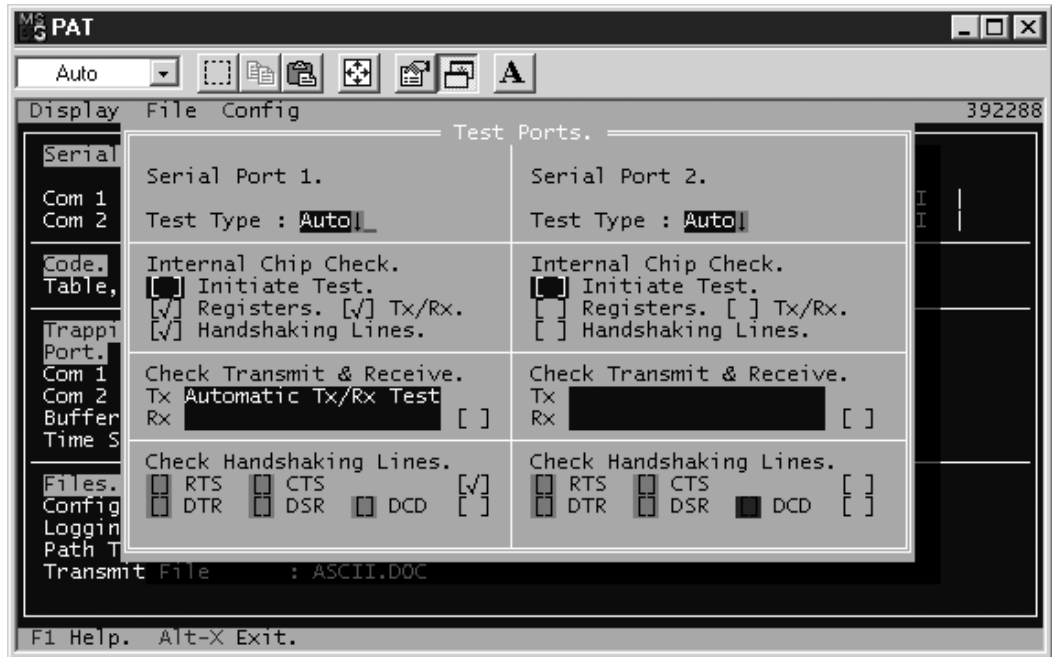 MS PAT
Auto
A
Display File Config 392288
Test Ports.
Serial
Com 1
Com 2
Code.
Table,
Trappi
Port.
Com 1
Com 2
Buffer
Time S
Files.
Config
Loggin
Path T
Transmit File : ASCII.DOC
Serial Port 1.
Test Type : Auto↓_
Internal Chip Check.
[ ] Initiate Test.
[√] Registers. [√] Tx/Rx.
[√] Handshaking Lines.
Check Transmit & Receive.
Tx Automatic Tx/Rx Test
Rx [ ]
Check Handshaking Lines.
[] RTS [] CTS [√]
[] DTR [] DSR [] DCD [ ]
Serial Port 2.
Test Type : Auto↓
Internal Chip Check.
[ ] Initiate Test.
[ ] Registers. [ ] Tx/Rx.
[ ] Handshaking Lines.
Check Transmit & Receive.
Tx
Rx [ ]
Check Handshaking Lines.
[] RTS [] CTS [ ]
[] DTR [] DSR DCD [ ]
F1 Help. Alt-X Exit.